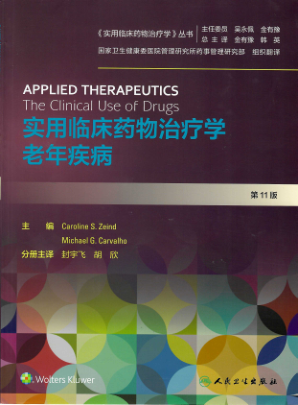 《实用临床药物治疗学》丛书
主任委员 吴永佩 金有豫
总主译 金有豫 韩英
国家卫生健康委医院管理研究所药事管理研究部 组织翻译
APPLIED THERAPEUTICS
The Clinical Use of Drugs
实用临床药物治疗学
老年疾病
第11版
主编 Caroline S. Zeind
Michael G. Carvalho
分册主译 封宇飞 胡欣
Wolters Kluwer
人民卫生出版社